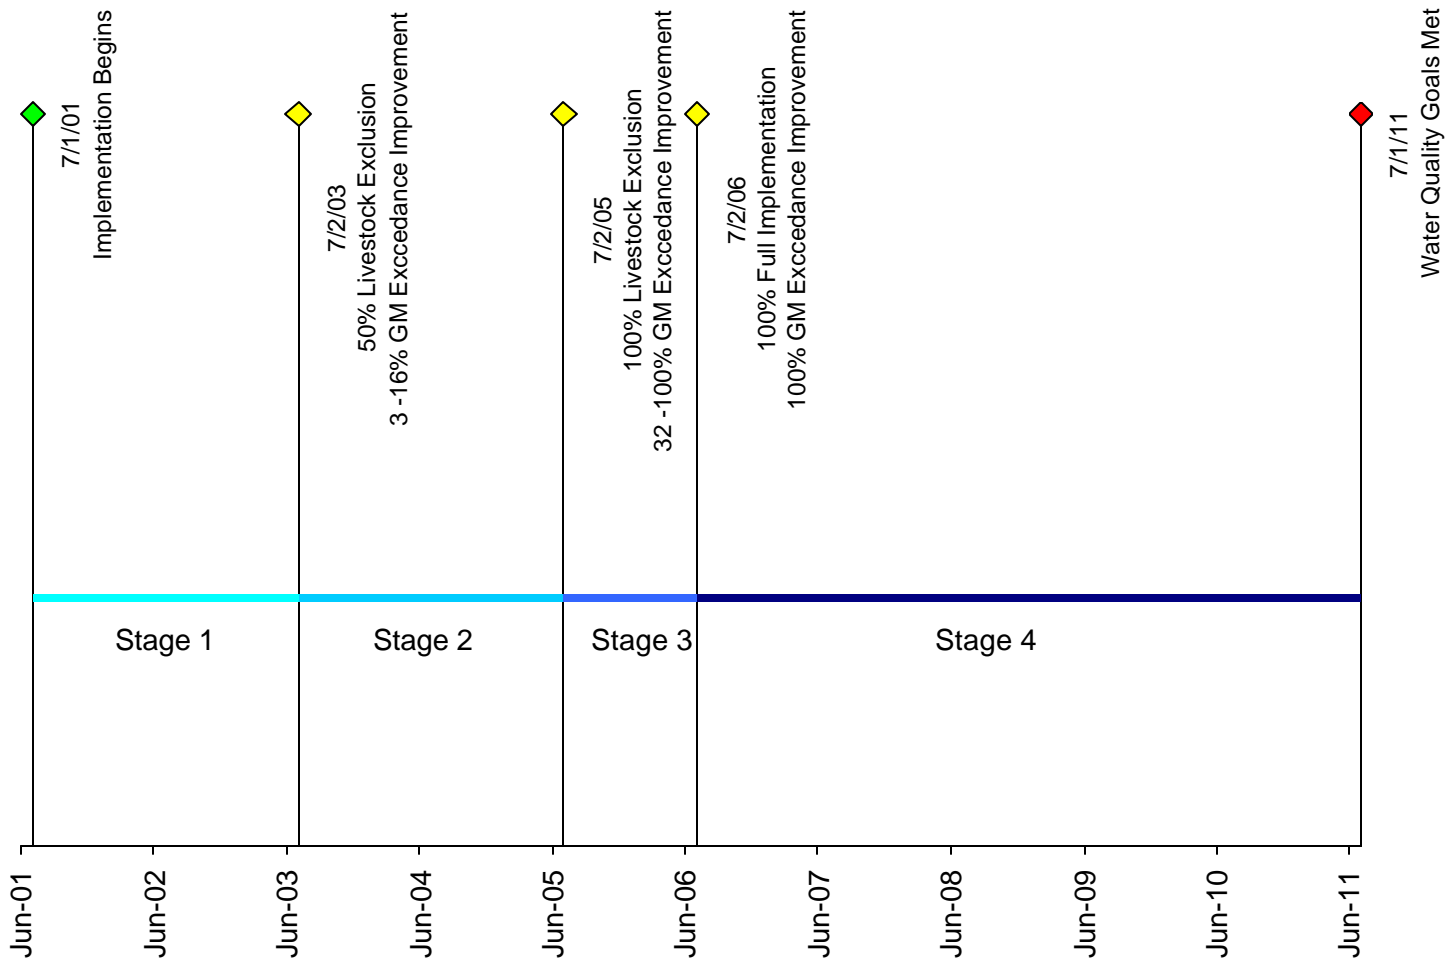 7/1/01
Implementation Begins
7/2/03
50% Livestock Exclusion
3 -16% GM Exccedance Improvement
7/2/05
100% Livestock Exclusion
32 -100% GM Exccedance Improvement
7/2/06
100% Full Implementation
100% GM Exccedance Improvement
7/1/11
Water Quality Goals Met
Stage 1
Stage 2
Stage 3
Stage 4
Jun-01
Jun-02
Jun-03
Jun-04
Jun-05
Jun-06
Jun-07
Jun-08
Jun-09
Jun-10
Jun-11